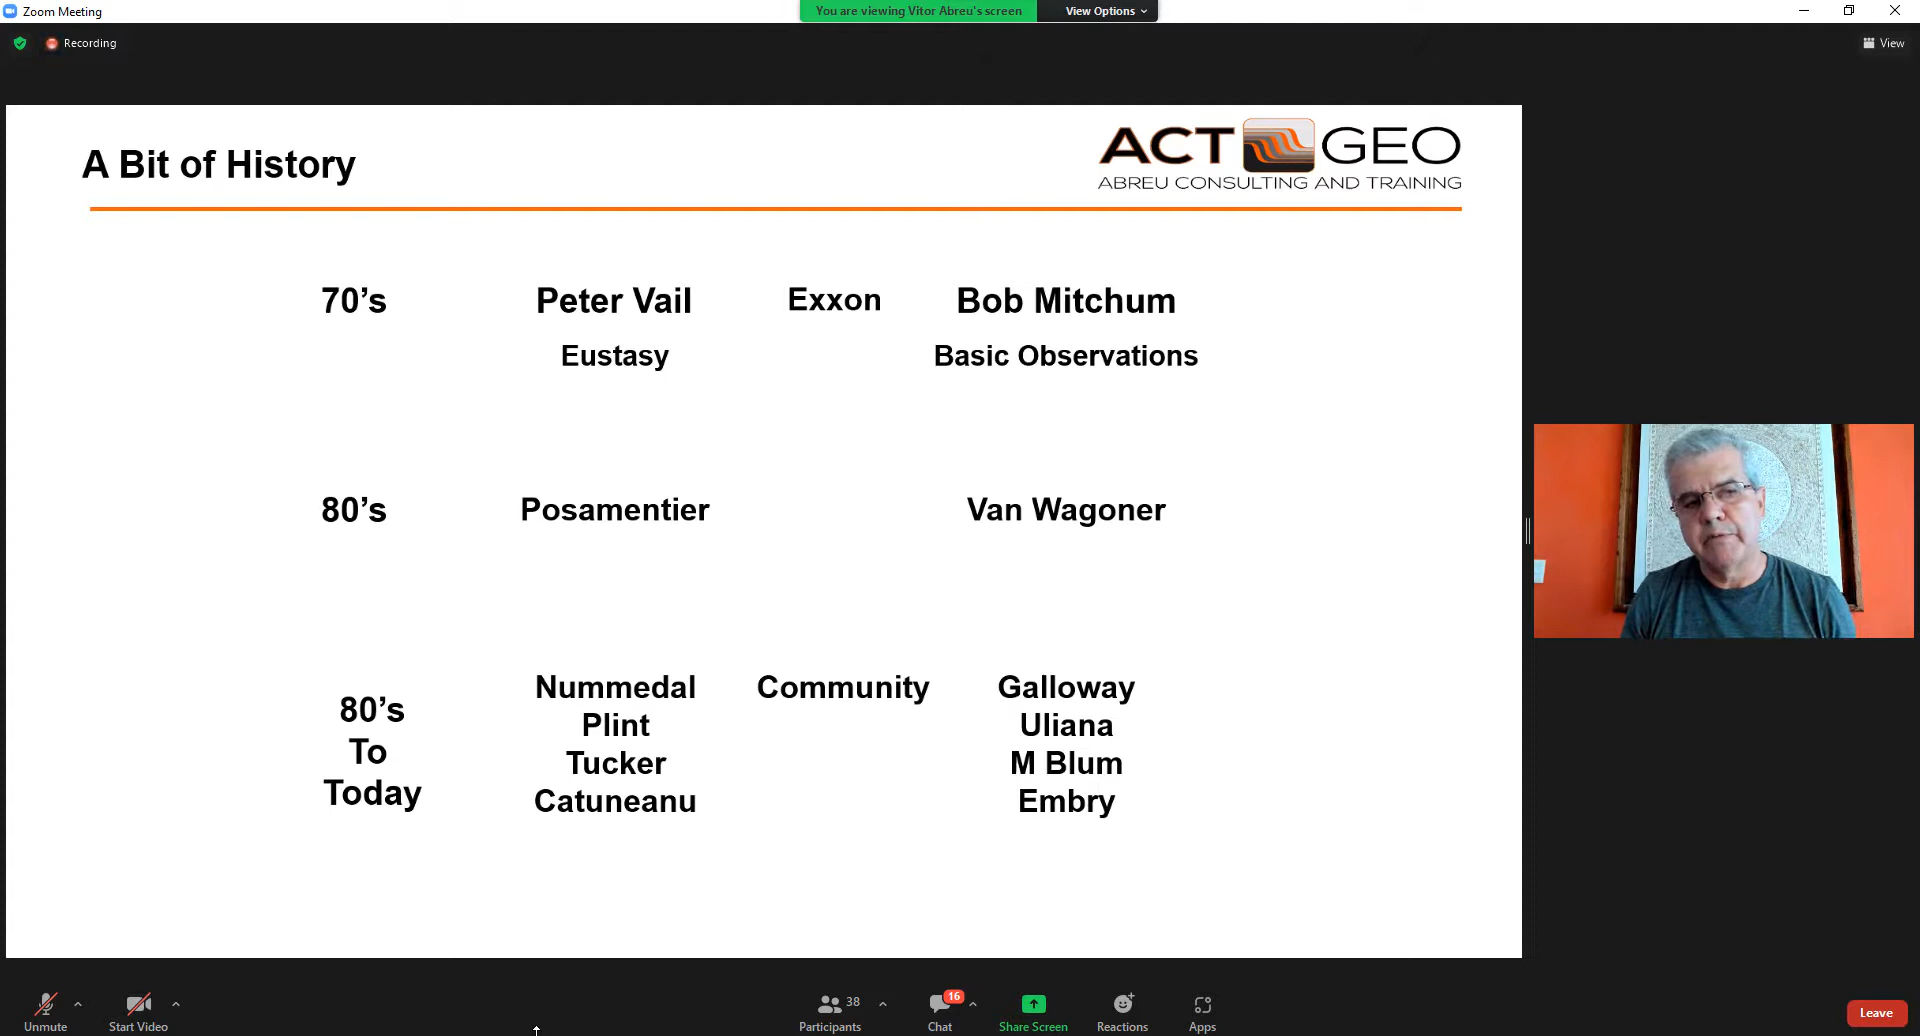 Zoom Meeting
You are viewing Vitor Abreu's screen
View Options
Recording
View
A Bit of History
ACT GEO
ABREU CONSULTING AND TRAINING
70's Peter Vail Exxon Bob Mitchum
Eustasy Basic Observations
80's Posamentier Van Wagoner
80's
To
Today
Nummedal Community Galloway
Plint Uliana
Tucker M Blum
Catuneanu Embry
38
16
Unmute
Start Video
Participants
Chat
Share Screen
Reactions
Apps
Leave